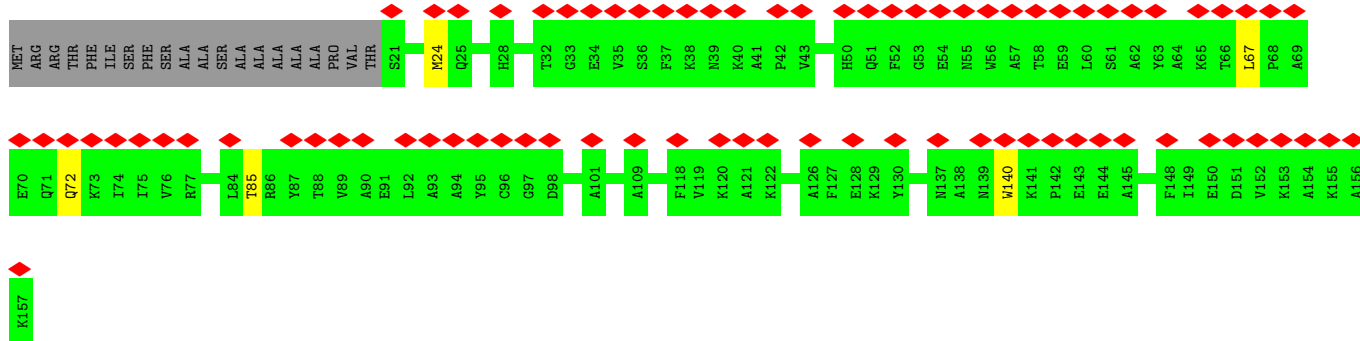 MET ARG ARG THR PHE ILE SER PHE SER ALA ALA SER ALA ALA ALA ALA ALA PRO VAL THR S21 M24 Q25 H28 T32 G33 E34 V35 S36 F37 K38 N39 K40 A41 P42 V43 H50 Q51 F52 G53 E54 N55 W56 A57 T58 E59 L60 S61 A62 Y63 A64 K65 T66 L67 P68 A69
E70 Q71 Q72 K73 I74 I75 V76 R77 L84 T85 R86 Y87 T88 V89 A90 E91 L92 A93 A94 Y95 C96 G97 D98 A101 A109 F118 V119 K120 A121 K122 A126 F127 E128 K129 Y130 N137 A138 N139 W140 K141 P142 E143 E144 A145 F148 I149 E150 D151 V152 K153 A154 K155 A156
K157